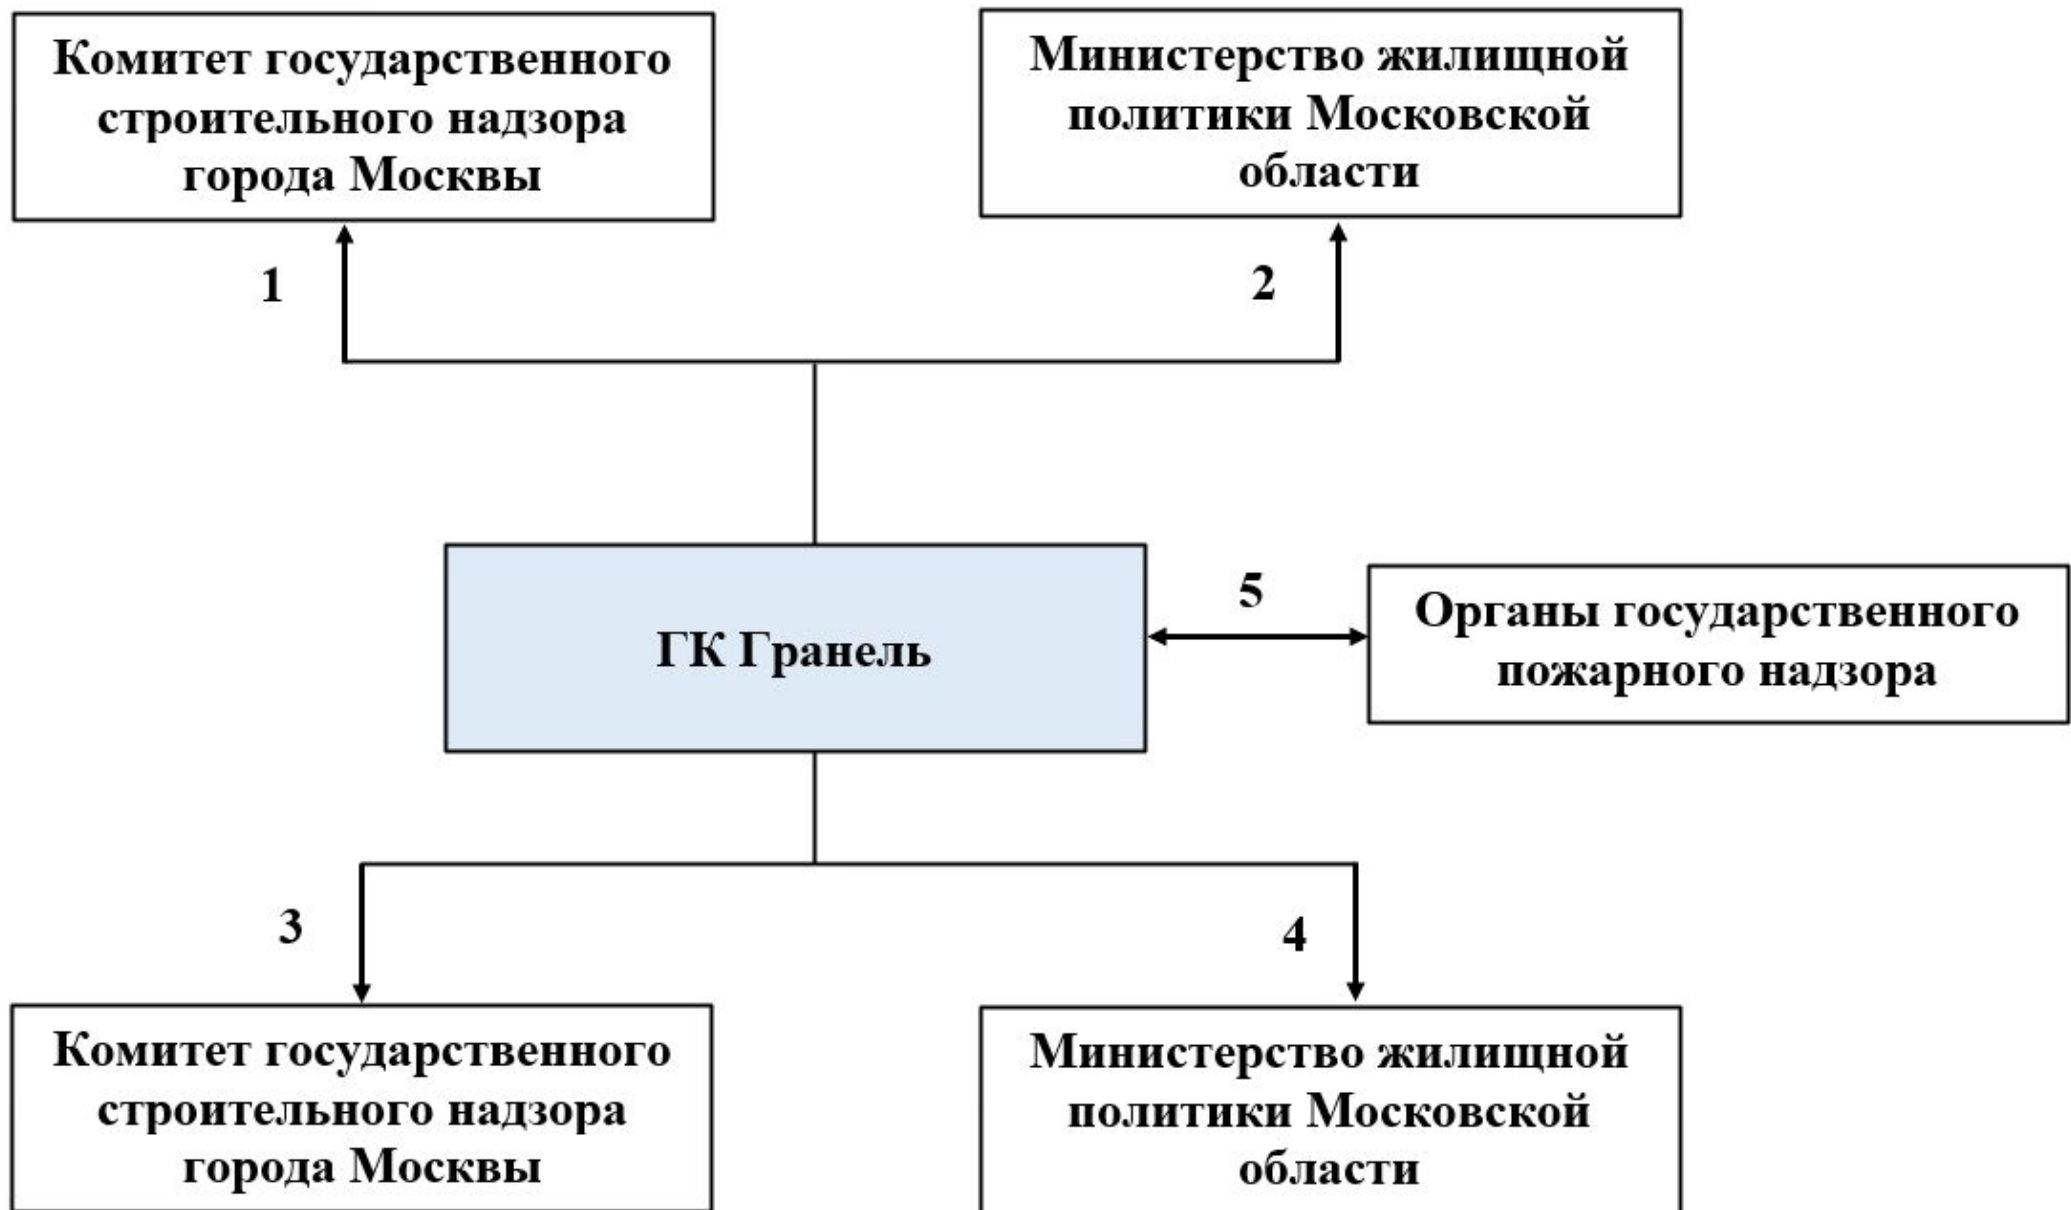 Комитет государственного
строительного надзора
города Москвы
Министерство жилищной
политики Московской
области
1
2
ГК Гранель
5
Органы государственного
пожарного надзора
3
4
Комитет государственного
строительного надзора
города Москвы
Министерство жилищной
политики Московской
области